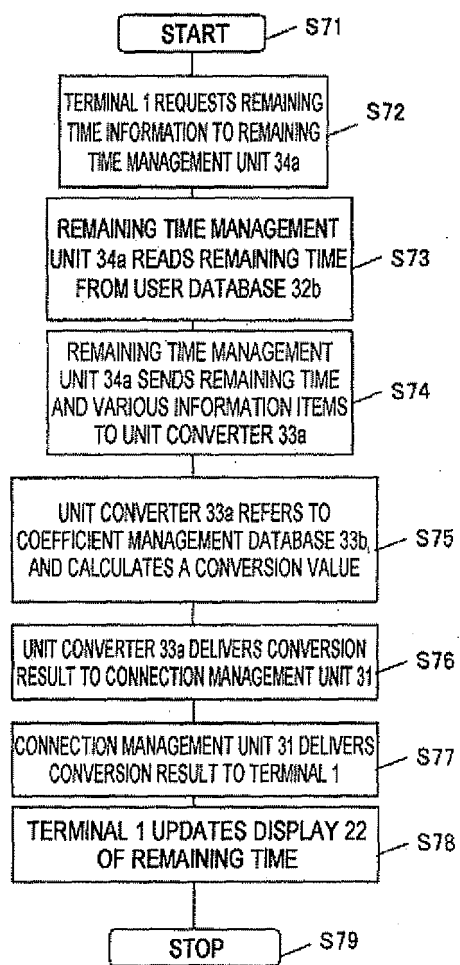 START
S71
TERMINAL 1 REQUESTS REMAINING
TIME INFORMATION TO REMAINING
TIME MANAGEMENT UNIT 34a
S72
REMAINING TIME MANAGEMENT
UNIT 34a READS REMAINING TIME
FROM USER DATABASE 32b
S73
REMAINING TIME MANAGEMENT
UNIT 34a SENDS REMAINING TIME
AND VARIOUS INFORMATION ITEMS
TO UNIT CONVERTER 33a
S74
UNIT CONVERTER 33a REFERS TO
COEFFICIENT MANAGEMENT DATABASE 33b,
AND CALCULATES A CONVERSION VALUE
S75
UNIT CONVERTER 33a DELIVERS CONVERSION
RESULT TO CONNECTION MANAGEMENT UNIT 31
S76
CONNECTION MANAGEMENT UNIT 31 DELIVERS
CONVERSION RESULT TO TERMINAL 1
S77
TERMINAL 1 UPDATES DISPLAY 22
OF REMAINING TIME
S78
STOP
S79